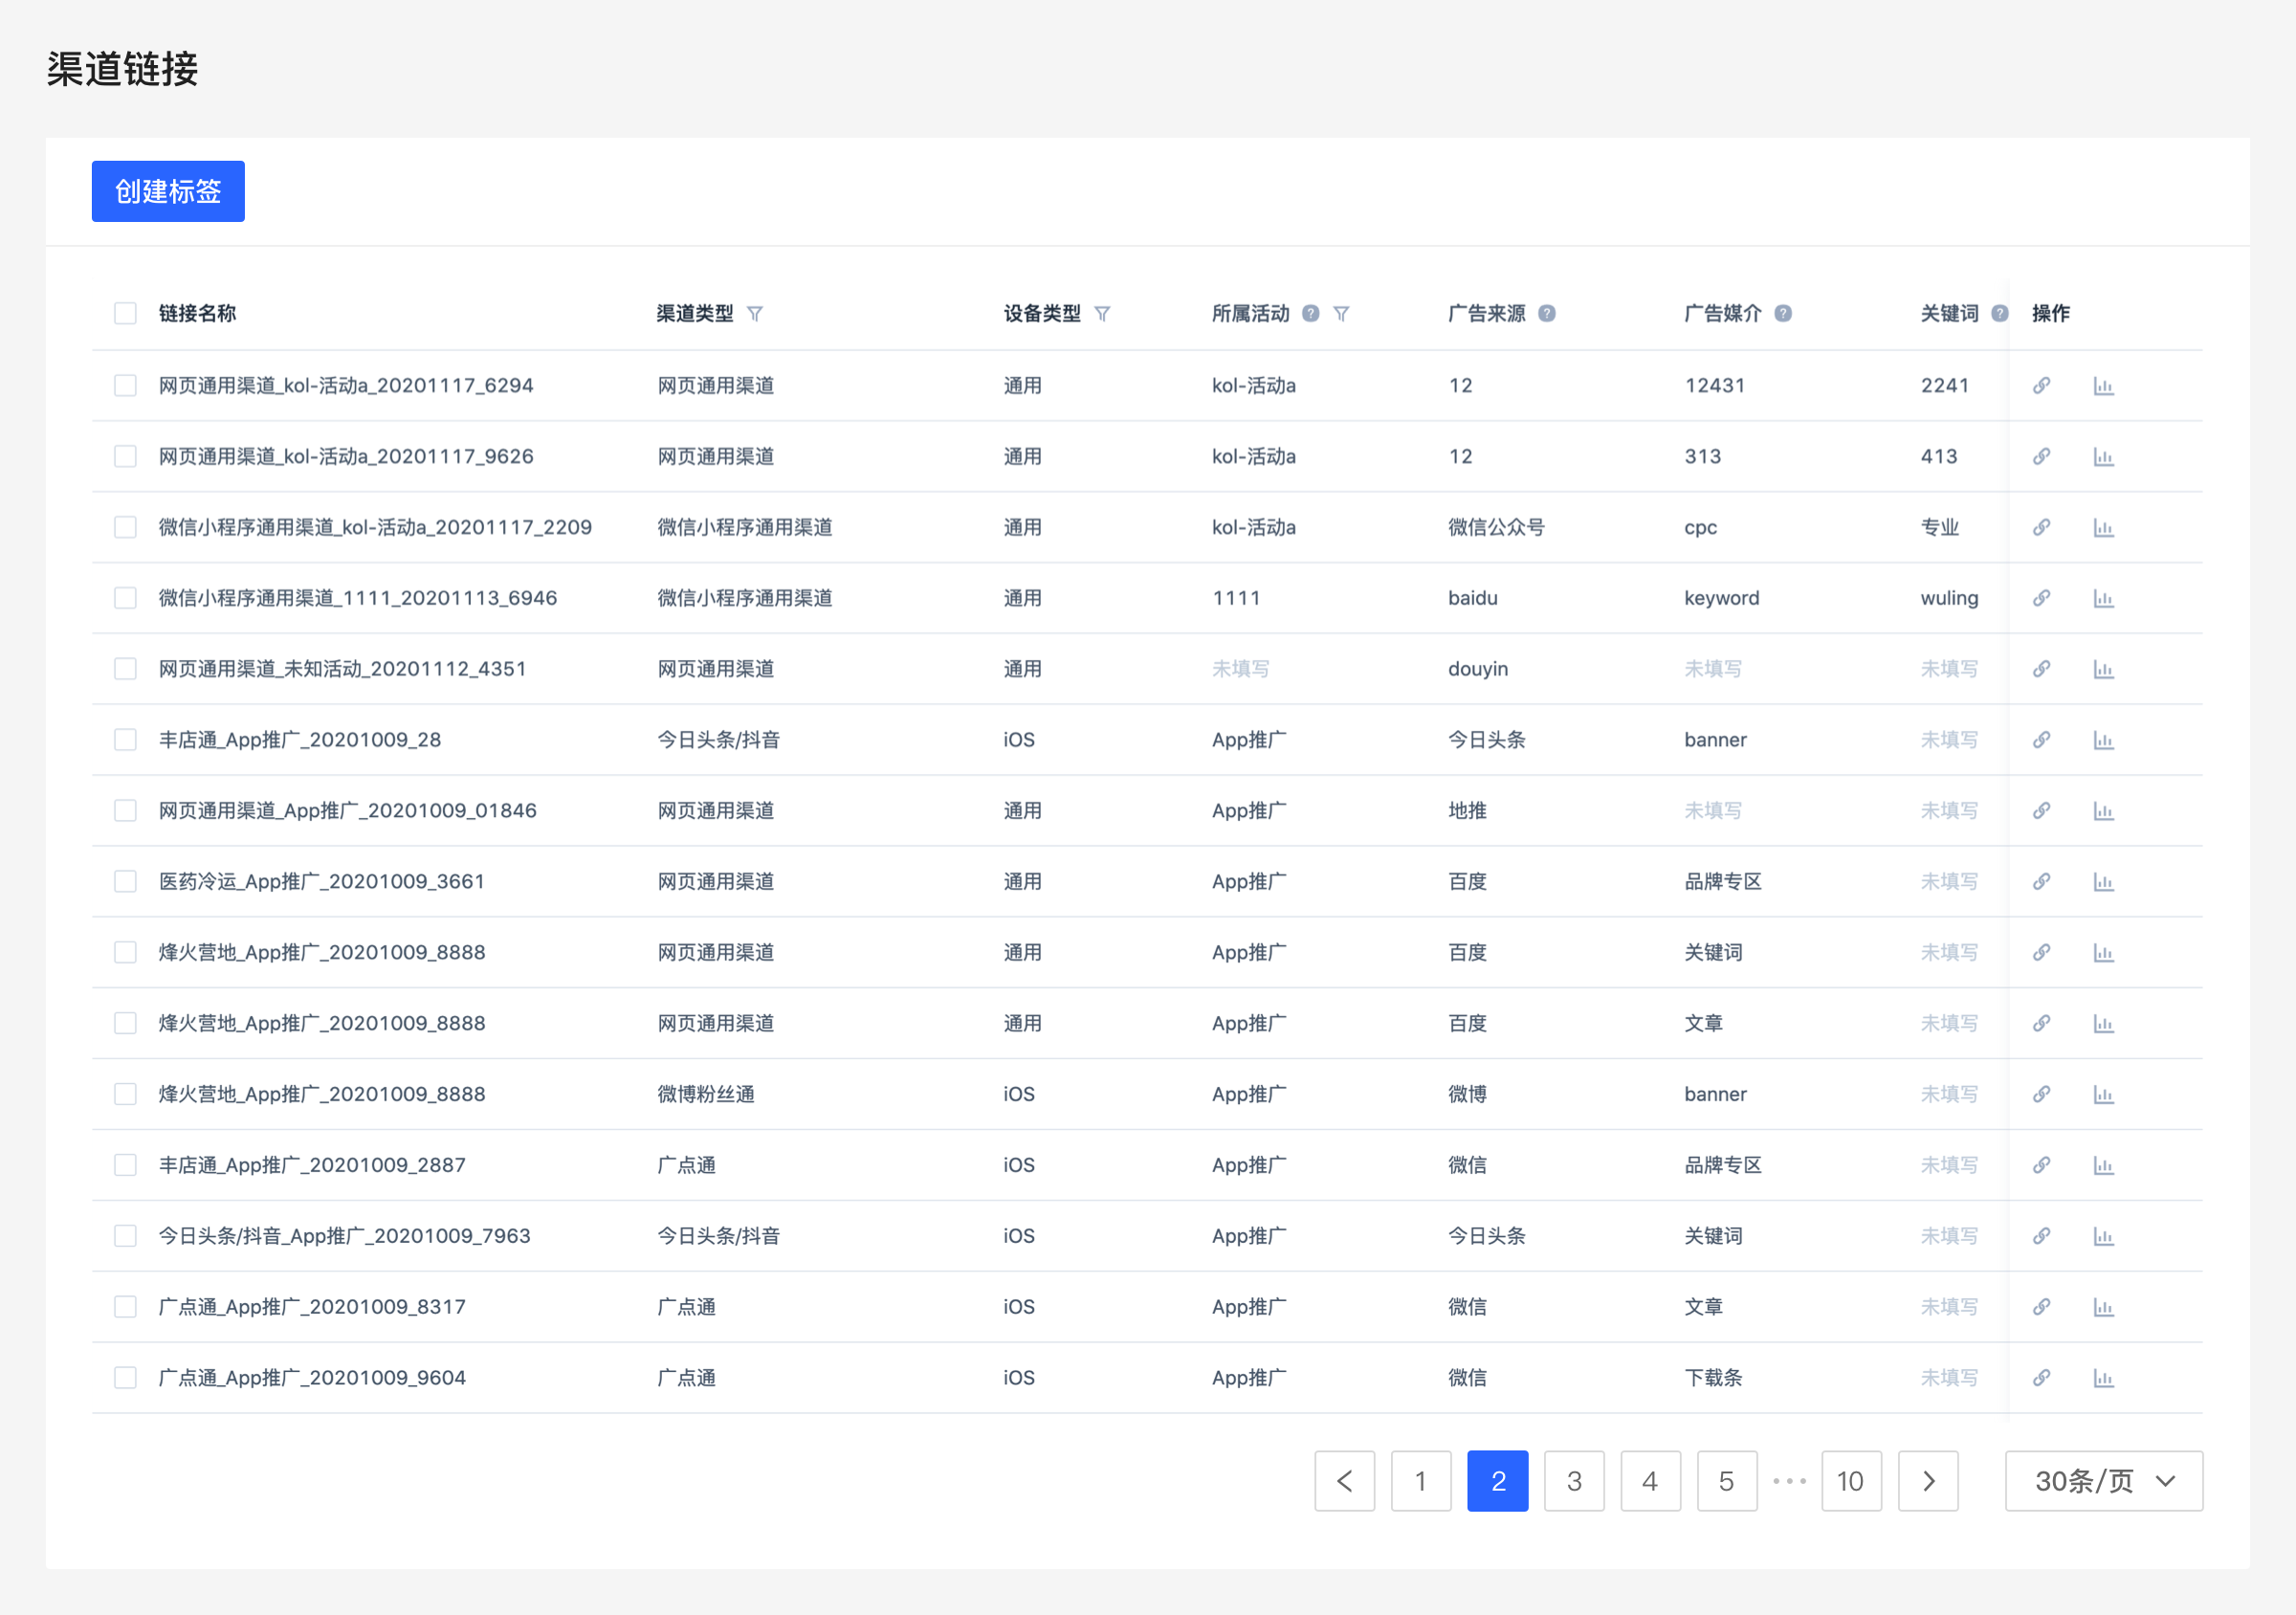 渠道链接
创建标签
链接名称 渠道类型 设备类型 所属活动 ? 广告来源 ? 广告媒介 ? 关键词 ? 操作
网页通用渠道_kol-活动a_20201117_6294 网页通用渠道 通用 kol-活动a 12 12431 2241
网页通用渠道_kol-活动a_20201117_9626 网页通用渠道 通用 kol-活动a 12 313 413
微信小程序通用渠道_kol-活动a_20201117_2209 微信小程序通用渠道 通用 kol-活动a 微信公众号 cpc 专业
微信小程序通用渠道_1111_20201113_6946 微信小程序通用渠道 通用 1111 baidu keyword wuling
网页通用渠道_未知活动_20201112_4351 网页通用渠道 通用 未填写 douyin 未填写 未填写
丰店通_App推广_20201009_28 今日头条/抖音 iOS App推广 今日头条 banner 未填写
网页通用渠道_App推广_20201009_01846 网页通用渠道 通用 App推广 地推 未填写 未填写
医药冷运_App推广_20201009_3661 网页通用渠道 通用 App推广 百度 品牌专区 未填写
烽火营地_App推广_20201009_8888 网页通用渠道 通用 App推广 百度 关键词 未填写
烽火营地_App推广_20201009_8888 网页通用渠道 通用 App推广 百度 文章 未填写
烽火营地_App推广_20201009_8888 微博粉丝通 iOS App推广 微博 banner 未填写
丰店通_App推广_20201009_2887 广点通 iOS App推广 微信 品牌专区 未填写
今日头条/抖音_App推广_20201009_7963 今日头条/抖音 iOS App推广 今日头条 关键词 未填写
广点通_App推广_20201009_8317 广点通 iOS App推广 微信 文章 未填写
广点通_App推广_20201009_9604 广点通 iOS App推广 微信 下载条 未填写
1 2 3 4 5 ••• 10 30条/页